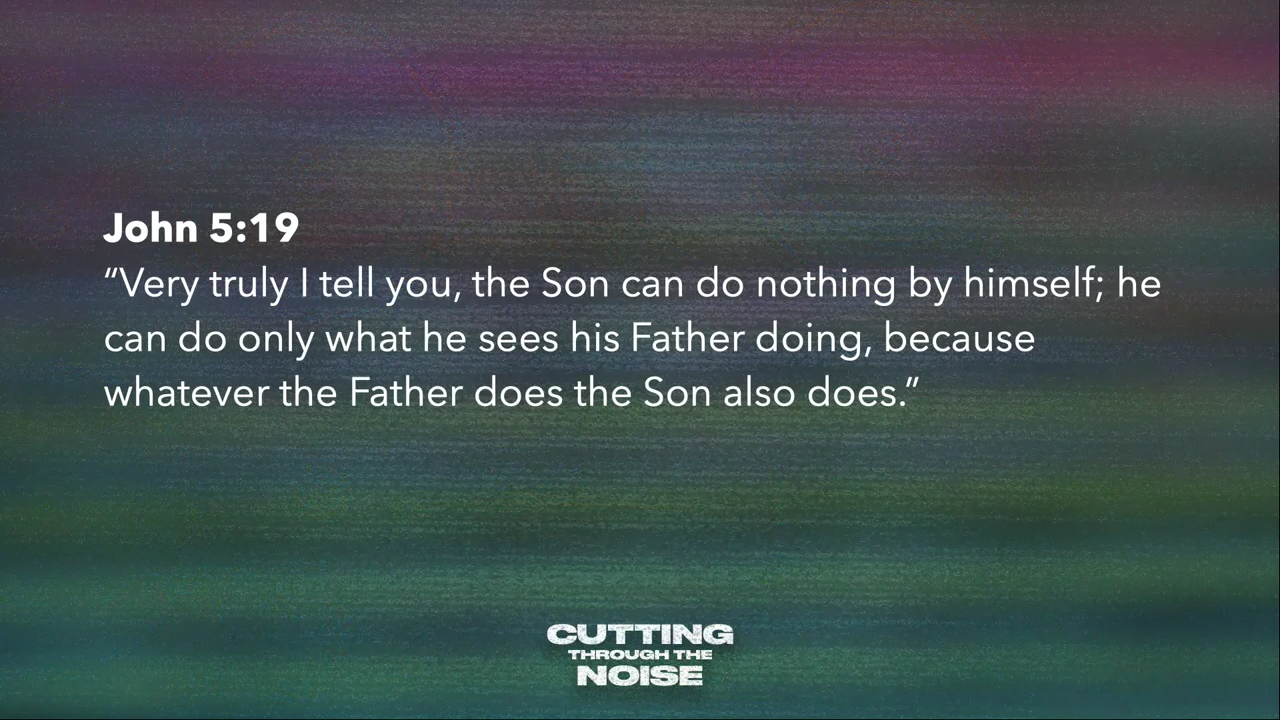 John 5:19
“Very truly I tell you, the Son can do nothing by himself; he
can do only what he sees his Father doing, because
whatever the Father does the Son also does.”
CUTTING
THROUGH THE
NOISE